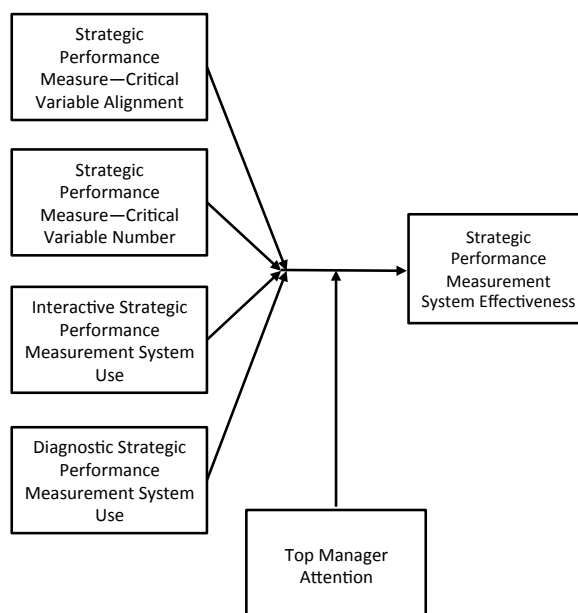 Strategic
Performance
Measure—Critical
Variable Alignment
Strategic
Performance
Measure—Critical
Variable Number
Interactive Strategic
Performance
Measurement System
Use
Diagnostic Strategic
Performance
Measurement System
Use
Strategic
Performance
Measurement
System Effectiveness
Top Manager
Attention